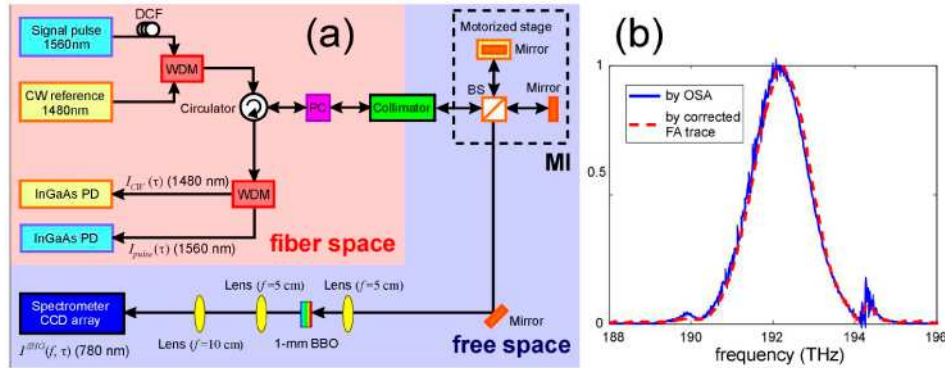 DCF
(a)
Signal pulse
1560nm
WDM
CW reference
1480nm
Circulator
PC
Collimator
Motorized stage
Mirror
BS
Mirror
MI
InGaAs PD
I_CW(τ) (1480 nm)
WDM
InGaAs PD
I_pulse(τ) (1560 nm)
fiber space
Lens (f=5 cm)
Lens (f=5 cm)
Spectrometer
CCD array
Mirror
Lens (f=10 cm)
1-mm BBO
I^SHG(f, τ) (780 nm)
free space
(b)
1
by OSA
by corrected
FA trace
0.5
0
188 190 192 194 196
frequency (THz)